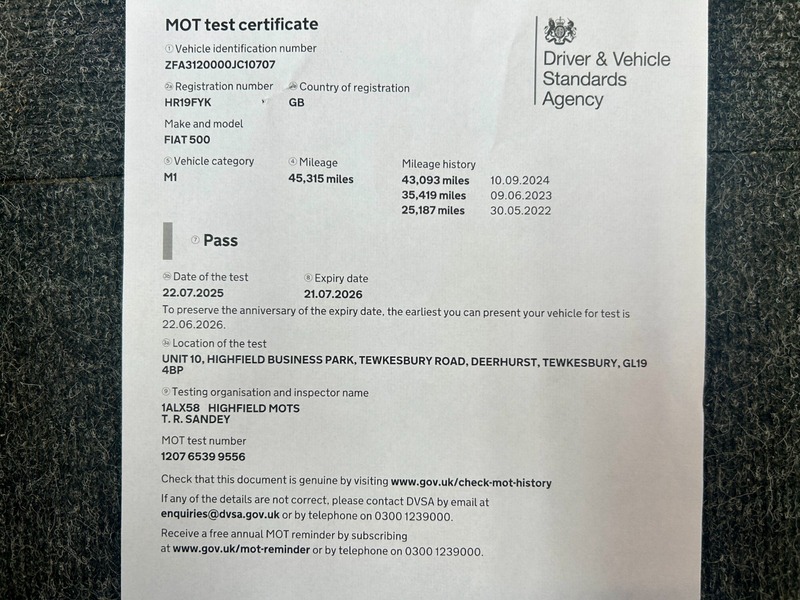 MOT test certificate
Driver & Vehicle
Standards
Agency
① Vehicle identification number
ZFA3120000JC10707
Registration number
Country of registration
HR19FYK
GB
Make and model
FIAT 500
⑤ Vehicle category
④ Mileage
Mileage history
M1
45,315 miles
43,093 miles 10.09.2024
35,419 miles 09.06.2023
25,187 miles 30.05.2022
⑦ Pass
Date of the test
⑧ Expiry date
22.07.2025
21.07.2026
To preserve the anniversary of the expiry date, the earliest you can present your vehicle for test is
22.06.2026.
Location of the test
UNIT 10, HIGHFIELD BUSINESS PARK, TEWKESBURY ROAD, DEERHURST, TEWKESBURY, GL19
4BP
⑨ Testing organisation and inspector name
1ALX58 HIGHFIELD MOTS
T. R. SANDEY
MOT test number
1207 6539 9556
Check that this document is genuine by visiting www.gov.uk/check-mot-history
If any of the details are not correct, please contact DVSA by email at
enquiries@dvsa.gov.uk or by telephone on 0300 1239000.
Receive a free annual MOT reminder by subscribing
at www.gov.uk/mot-reminder or by telephone on 0300 1239000.